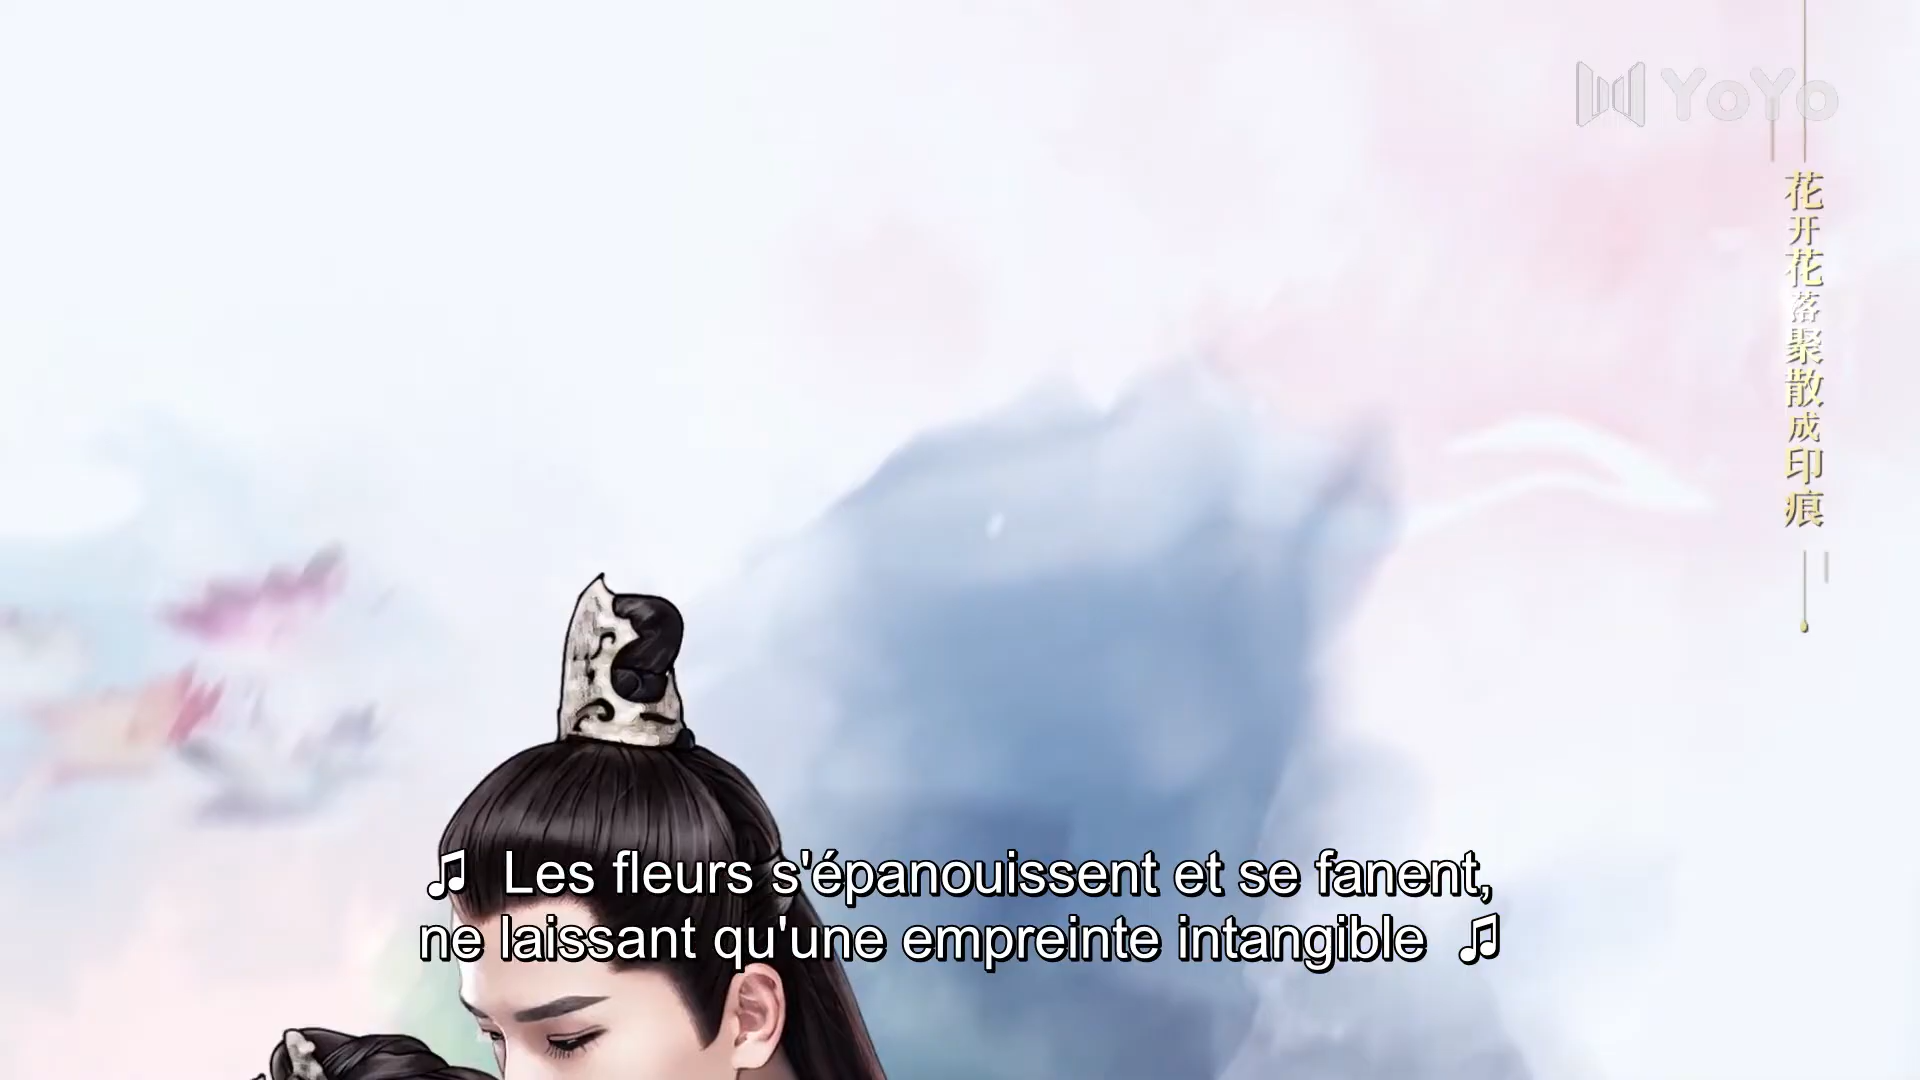 YoYo
花开花落聚散成印痕
♫ Les fleurs s'épanouissent et se fanent,
ne laissant qu'une empreinte intangible ♫